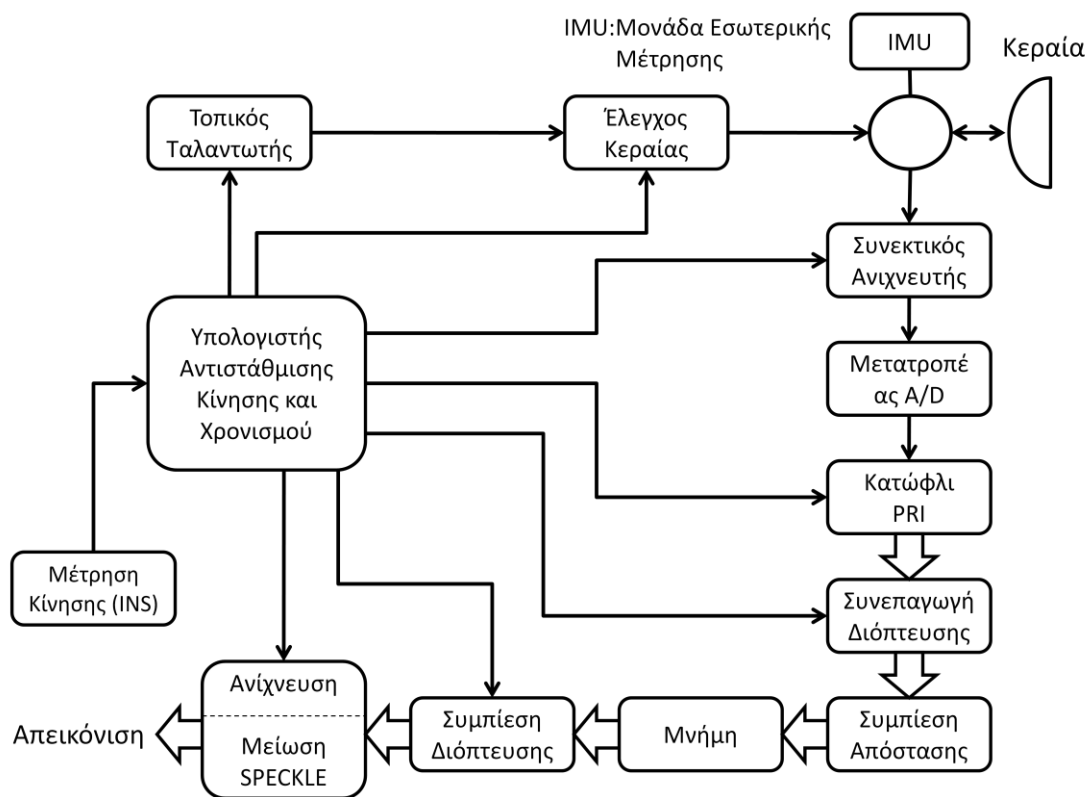 IMU:Μονάδα Εσωτερικής
Μέτρησης
IMU
Κεραία
Τοπικός
Ταλαντωτής
Έλεγχος
Κεραίας
Συνεκτικός
Ανιχνευτής
Υπολογιστής
Αντιστάθμισης
Κίνησης και
Χρονισμού
Μετατροπέ
ας A/D
Κατώφλι
PRI
Μέτρηση
Κίνησης (INS)
Συνεπαγωγή
Διόπτευσης
Απεικόνιση
Ανίχνευση
Μείωση
SPECKLE
Συμπίεση
Διόπτευσης
Μνήμη
Συμπίεση
Απόστασης